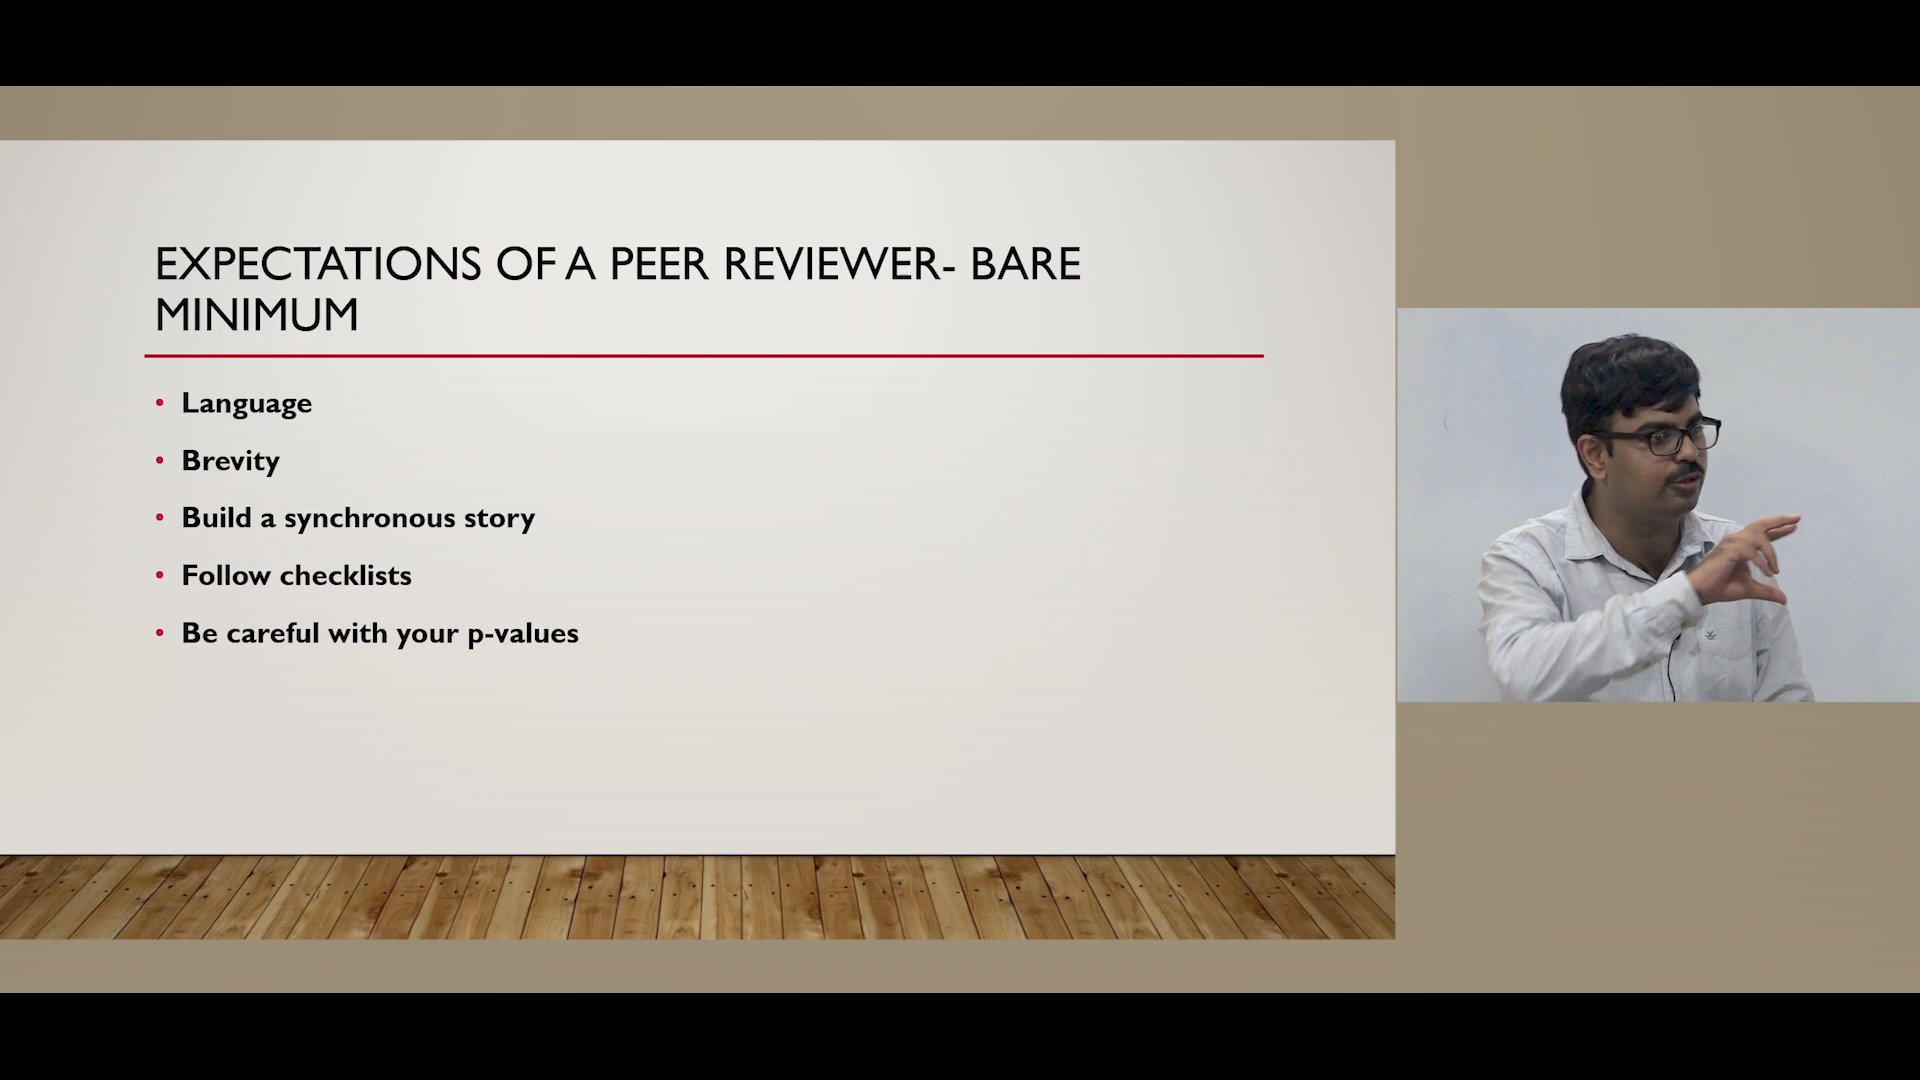 EXPECTATIONS OF A PEER REVIEWER- BARE
MINIMUM
• Language
• Brevity
• Build a synchronous story
• Follow checklists
• Be careful with your p-values